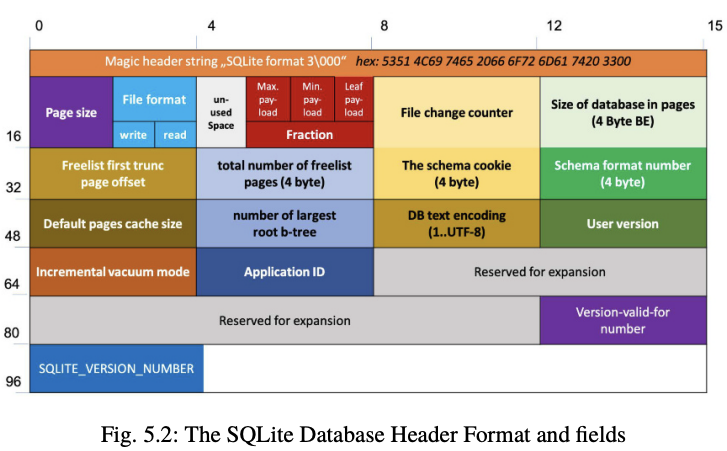 0 4 8 12 15
Magic header string „SQLite format 3\000“ hex: 5351 4C69 7465 2066 6F72 6D61 7420 3300
Page size
File format
write read
un-
used
Space
Max.
pay-
load
Min.
pay-
load
Leaf
pay-
load
Fraction
File change counter
Size of database in pages
(4 Byte BE)
16
Freelist first trunc
page offset
total number of freelist
pages (4 byte)
The schema cookie
(4 byte)
Schema format number
(4 byte)
32
Default pages cache size
number of largest
root b-tree
DB text encoding
(1..UTF-8)
User version
48
Incremental vacuum mode
Application ID
Reserved for expansion
64
Reserved for expansion
Version-valid-for
number
80
SQLITE_VERSION_NUMBER
96
Fig. 5.2: The SQLite Database Header Format and fields